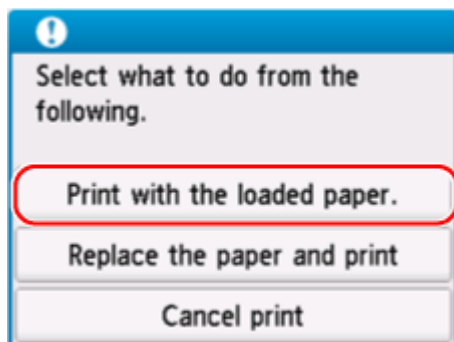 Select what to do from the
following.
Print with the loaded paper.
Replace the paper and print
Cancel print